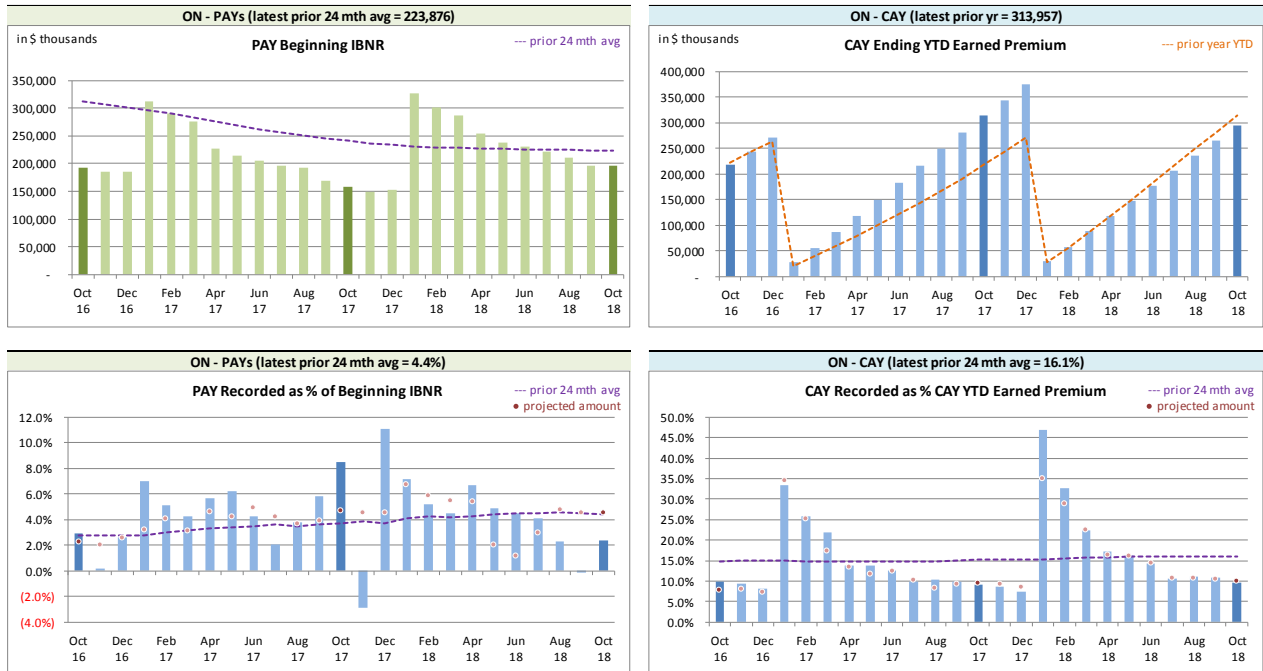 ON - PAYs (latest prior 24 mth avg = 223,876)
in $ thousands
PAY Beginning IBNR
--- prior 24 mth avg
350,000
300,000
250,000
200,000
150,000
100,000
50,000
-
Oct 16 Dec 16 Feb 17 Apr 17 Jun 17 Aug 17 Oct 17 Dec 17 Feb 18 Apr 18 Jun 18 Aug 18 Oct 18
ON - CAY (latest prior yr = 313,957)
in $ thousands
CAY Ending YTD Earned Premium
--- prior year YTD
400,000
350,000
300,000
250,000
200,000
150,000
100,000
50,000
-
Oct 16 Dec 16 Feb 17 Apr 17 Jun 17 Aug 17 Oct 17 Dec 17 Feb 18 Apr 18 Jun 18 Aug 18 Oct 18
ON - PAYs (latest prior 24 mth avg = 4.4%)
PAY Recorded as % of Beginning IBNR
--- prior 24 mth avg
• projected amount
12.0%
10.0%
8.0%
6.0%
4.0%
2.0%
0.0%
(2.0%)
(4.0%)
Oct 16 Dec 16 Feb 17 Apr 17 Jun 17 Aug 17 Oct 17 Dec 17 Feb 18 Apr 18 Jun 18 Aug 18 Oct 18
ON - CAY (latest prior 24 mth avg = 16.1%)
CAY Recorded as % CAY YTD Earned Premium
--- prior 24 mth avg
• projected amount
50.0%
45.0%
40.0%
35.0%
30.0%
25.0%
20.0%
15.0%
10.0%
5.0%
0.0%
Oct 16 Dec 16 Feb 17 Apr 17 Jun 17 Aug 17 Oct 17 Dec 17 Feb 18 Apr 18 Jun 18 Aug 18 Oct 18